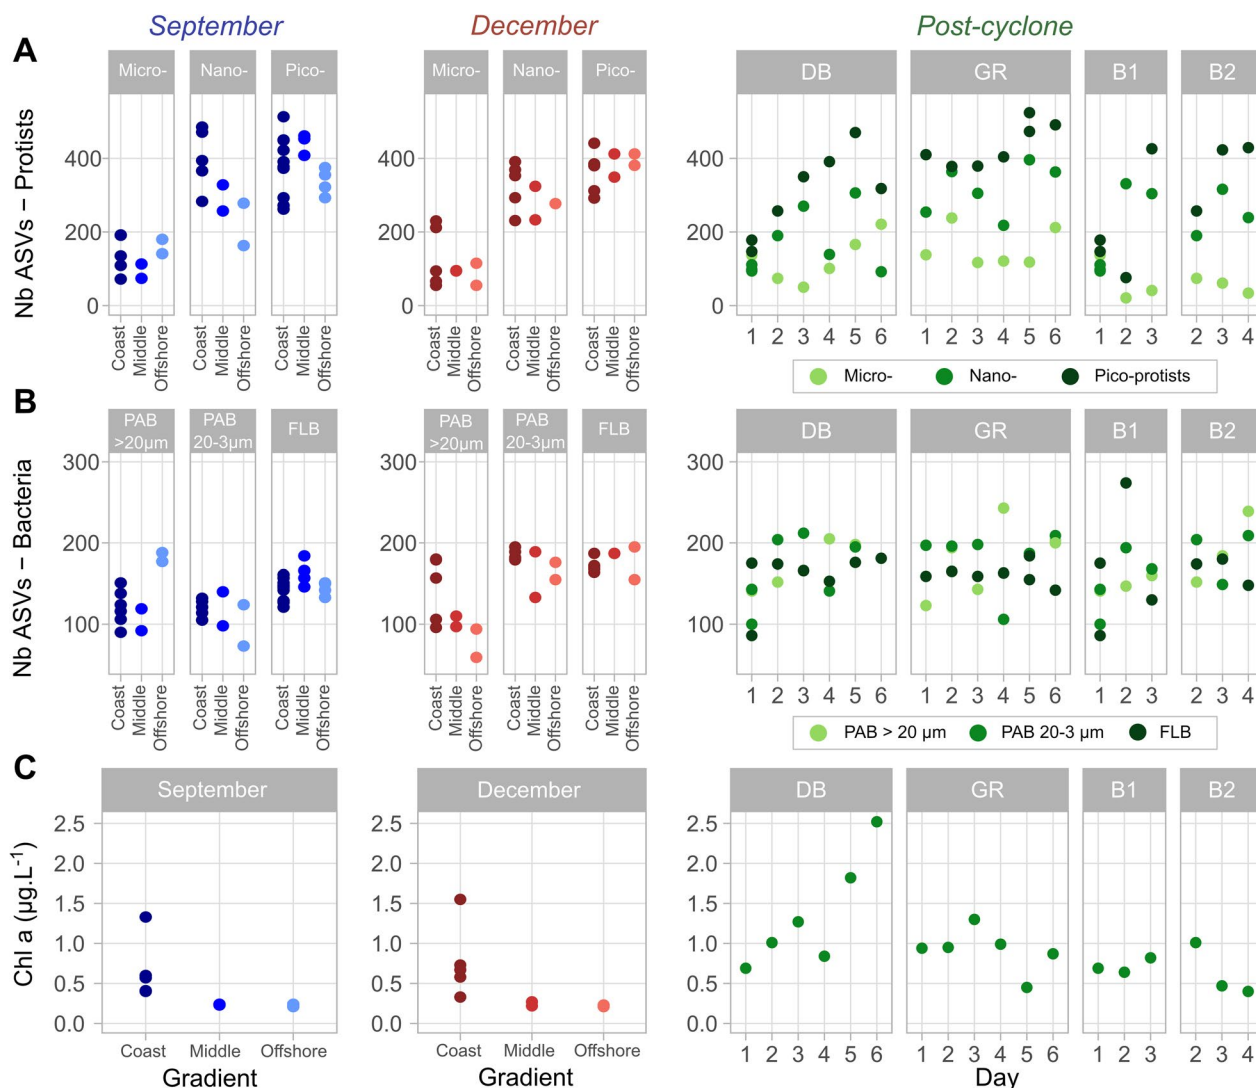 September December Post-cyclone
A
Micro- Nano- Pico- Micro- Nano- Pico- DB GR B1 B2
Nb ASVs – Protists
400 400 400
200 200 200
0 0 0
Coast Middle Offshore Coast Middle Offshore Coast Middle Offshore Coast Middle Offshore Coast Middle Offshore Coast Middle Offshore
1 2 3 4 5 6 1 2 3 4 5 6 1 2 3 2 3 4
Micro- Nano- Pico-protists
B
PAB PAB FLB PAB PAB FLB DB GR B1 B2
>20μm 20-3μm >20μm 20-3μm
Nb ASVs – Bacteria
300 300 300
200 200 200
100 100 100
Coast Middle Offshore Coast Middle Offshore Coast Middle Offshore Coast Middle Offshore Coast Middle Offshore Coast Middle Offshore
1 2 3 4 5 6 1 2 3 4 5 6 1 2 3 2 3 4
PAB > 20 μm PAB 20-3 μm FLB
C
September December DB GR B1 B2
Chl a (μg.L⁻¹)
2.5 2.5 2.5
2.0 2.0 2.0
1.5 1.5 1.5
1.0 1.0 1.0
0.5 0.5 0.5
0.0 0.0 0.0
Coast Middle Offshore Coast Middle Offshore 1 2 3 4 5 6 1 2 3 4 5 6 1 2 3 2 3 4
Gradient Gradient Day